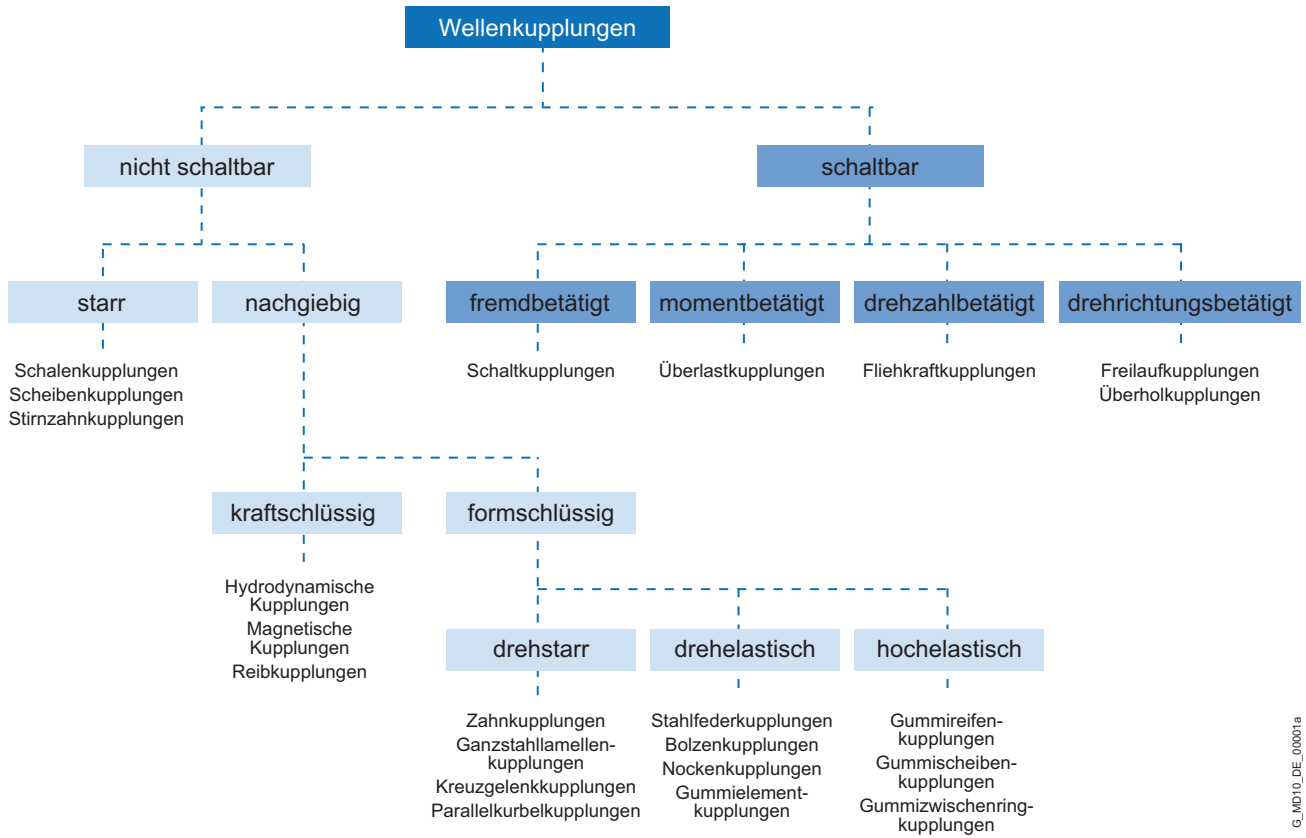 Wellenkupplungen
nicht schaltbar
schaltbar
starr
nachgiebig
fremdbetätigt
momentbetätigt
drehzahlbetätigt
drehrichtungsbetätigt
Schalenkupplungen
Scheibenkupplungen
Stirnzahnkupplungen
Schaltkupplungen
Überlastkupplungen
Fliehkraftkupplungen
Freilaufkupplungen
Überholkupplungen
kraftschlüssig
formschlüssig
Hydrodynamische
Kupplungen
Magnetische
Kupplungen
Reibkupplungen
drehstarr
drehelastisch
hochelastisch
Zahnkupplungen
Ganzstahllamellen-
kupplungen
Kreuzgelenkkupplungen
Parallelkurbelkupplungen
Stahlfederkupplungen
Bolzenkupplungen
Nockenkupplungen
Gummielement-
kupplungen
Gummireifen-
kupplungen
Gummischeiben-
kupplungen
Gummizwischenring-
kupplungen
G_MD10_DE_00001a